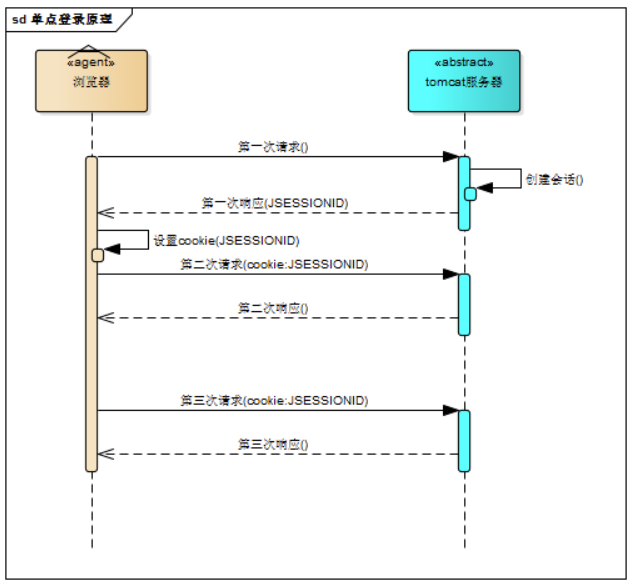 sd 单点登录原理
«agent»
浏览器
«abstract»
tomcat服务器
第一次请求()
创建会话()
第一次响应(JSESSIONID)
设置cookie(JSESSIONID)
第二次请求(cookie:JSESSIONID)
第二次响应()
第三次请求(cookie:JSESSIONID)
第三次响应()